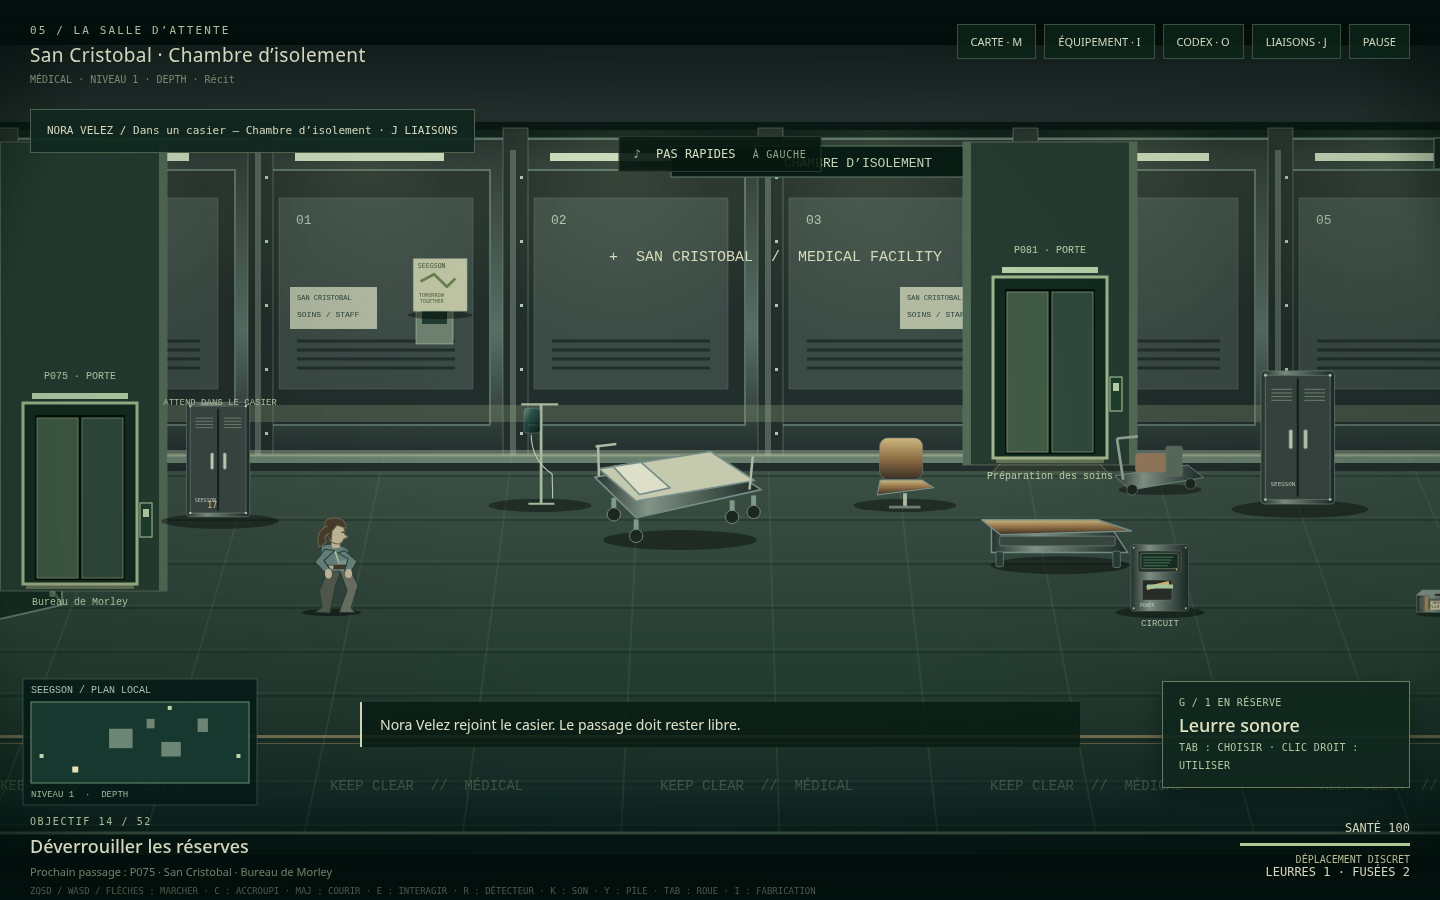 05 / LA SALLE D’ATTENTE
San Cristobal · Chambre d’isolement
MÉDICAL · NIVEAU 1 · DEPTH · Récit
CARTE · M
ÉQUIPEMENT · I
CODEX · O
LIAISONS · J
PAUSE
NORA VELEZ / Dans un casier — Chambre d’isolement · J LIAISONS
♪ PAS RAPIDES À GAUCHE
BRE D’ISOLEMENT
01
02
03
05
+ SAN CRISTOBAL / MEDICAL FACILITY
P081 · PORTE
SEEGSON
TOMORROW
TOGETHER
SAN CRISTOBAL
SOINS / STAFF
SAN CRISTOBAL
SOINS / STAF
P075 · PORTE
ATTEND DANS LE CASIER
17
Préparation des soins
SEEGSON
Bureau de Morley
POWER
CIRCUIT
SEEGSON / PLAN LOCAL
NIVEAU 1 · DEPTH
Nora Velez rejoint le casier. Le passage doit rester libre.
G / 1 EN RÉSERVE
Leurre sonore
TAB : CHOISIR · CLIC DROIT :
UTILISER
KEEP CLEAR // MÉDICAL
KEEP CLEAR // MÉDICAL
KEEP CLEAR // MÉDIC
OBJECTIF 14 / 52
Déverrouiller les réserves
Prochain passage : P075 · San Cristobal · Bureau de Morley
ZQSD / WASD / FLÈCHES : MARCHER · C : ACCROUPI · MAJ : COURIR · E : INTERAGIR · R : DÉTECTEUR · K : SON · Y : PILE · TAB : ROUE · I : FABRICATION
SANTÉ 100
DÉPLACEMENT DISCRET
LEURRES 1 · FUSÉES 2